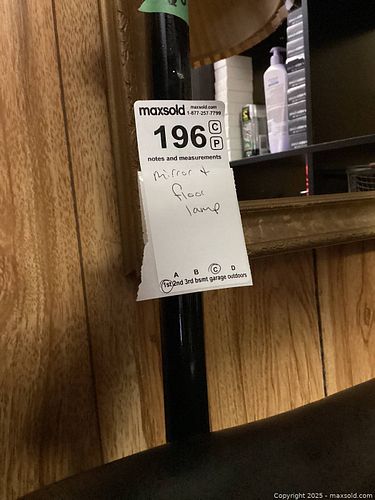 maxsold maxsold.com
1-877-257-7799
196 C
P
notes and measurements
Mirror +
floor
lamp
A B C D
1st 2nd 3rd bsmt garage outdoors
Copyright 2025 - maxsold.com